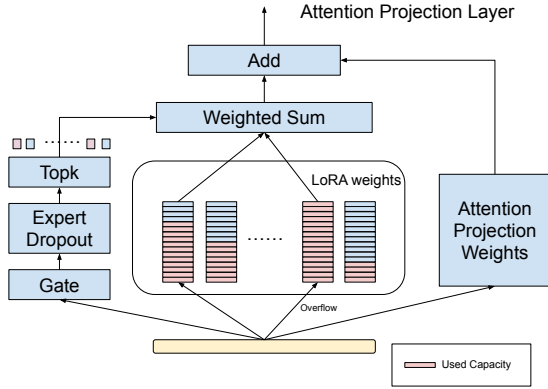 Attention Projection Layer
Add
Weighted Sum
......
Topk
LoRA weights
Expert
Dropout
......
Attention
Projection
Weights
Gate
Overflow
Used Capacity